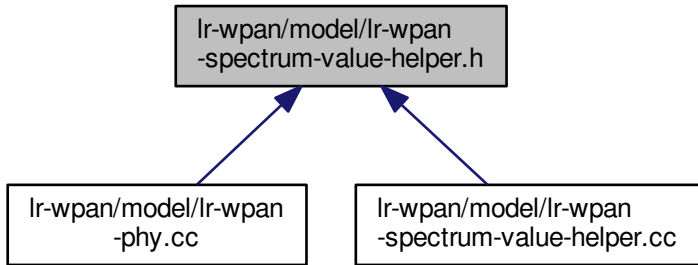 lr-wpan/model/lr-wpan
-spectrum-value-helper.h
lr-wpan/model/lr-wpan
-phy.cc
lr-wpan/model/lr-wpan
-spectrum-value-helper.cc